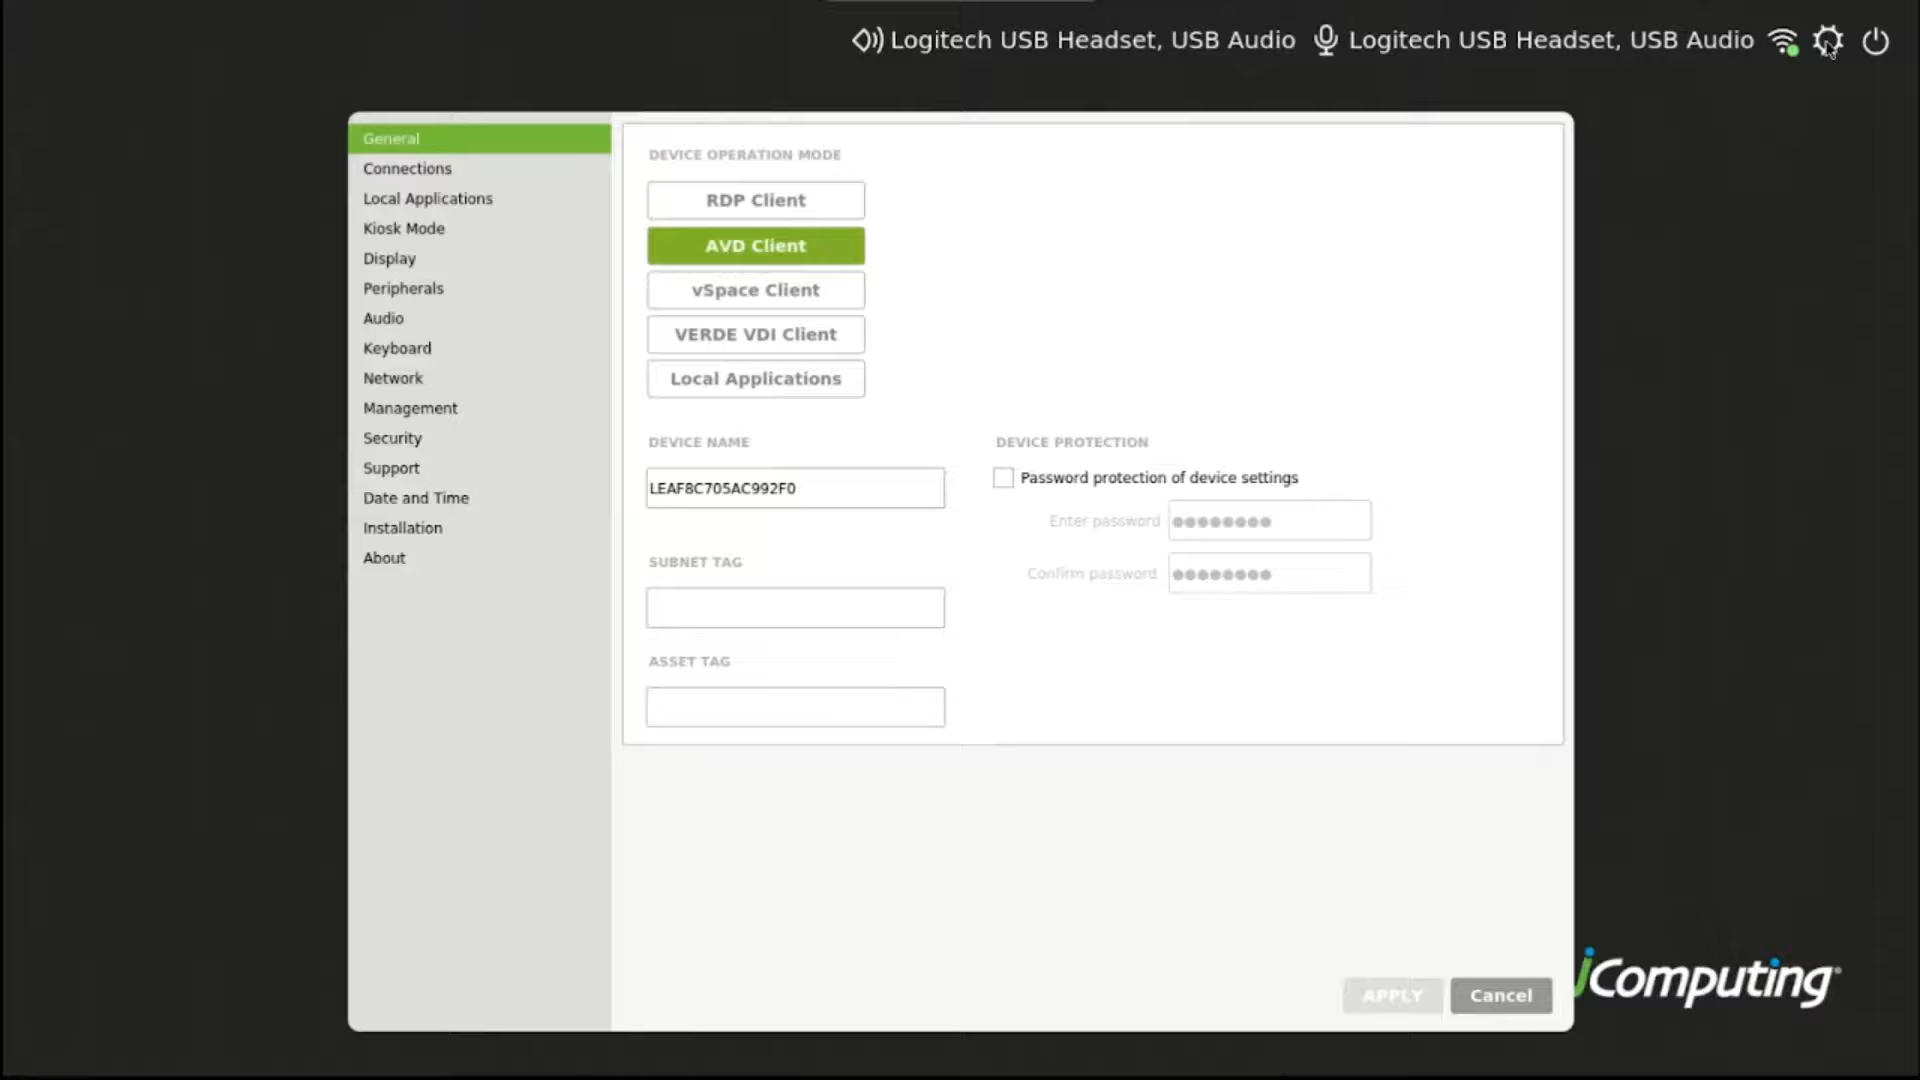 Logitech USB Headset, USB Audio Logitech USB Headset, USB Audio
General
Connections
Local Applications
Kiosk Mode
Display
Peripherals
Audio
Keyboard
Network
Management
Security
Support
Date and Time
Installation
About
DEVICE OPERATION MODE
RDP Client
AVD Client
vSpace Client
VERDE VDI Client
Local Applications
DEVICE NAME
LEAF8C705AC992F0
SUBNET TAG
ASSET TAG
DEVICE PROTECTION
Password protection of device settings
Enter password ●●●●●●●●
Confirm password ●●●●●●●●
APPLY Cancel
iComputing